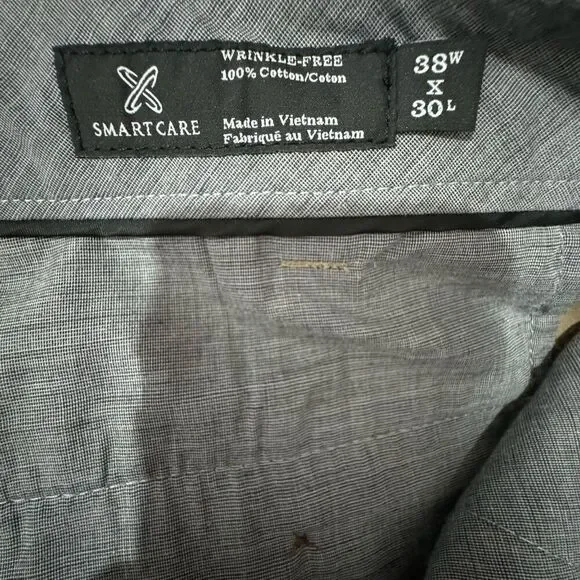 SMARTCARE
WRINKLE-FREE
100% Cotton/Coton
Made in Vietnam
Fabriqué au Vietnam
38W
X
30L